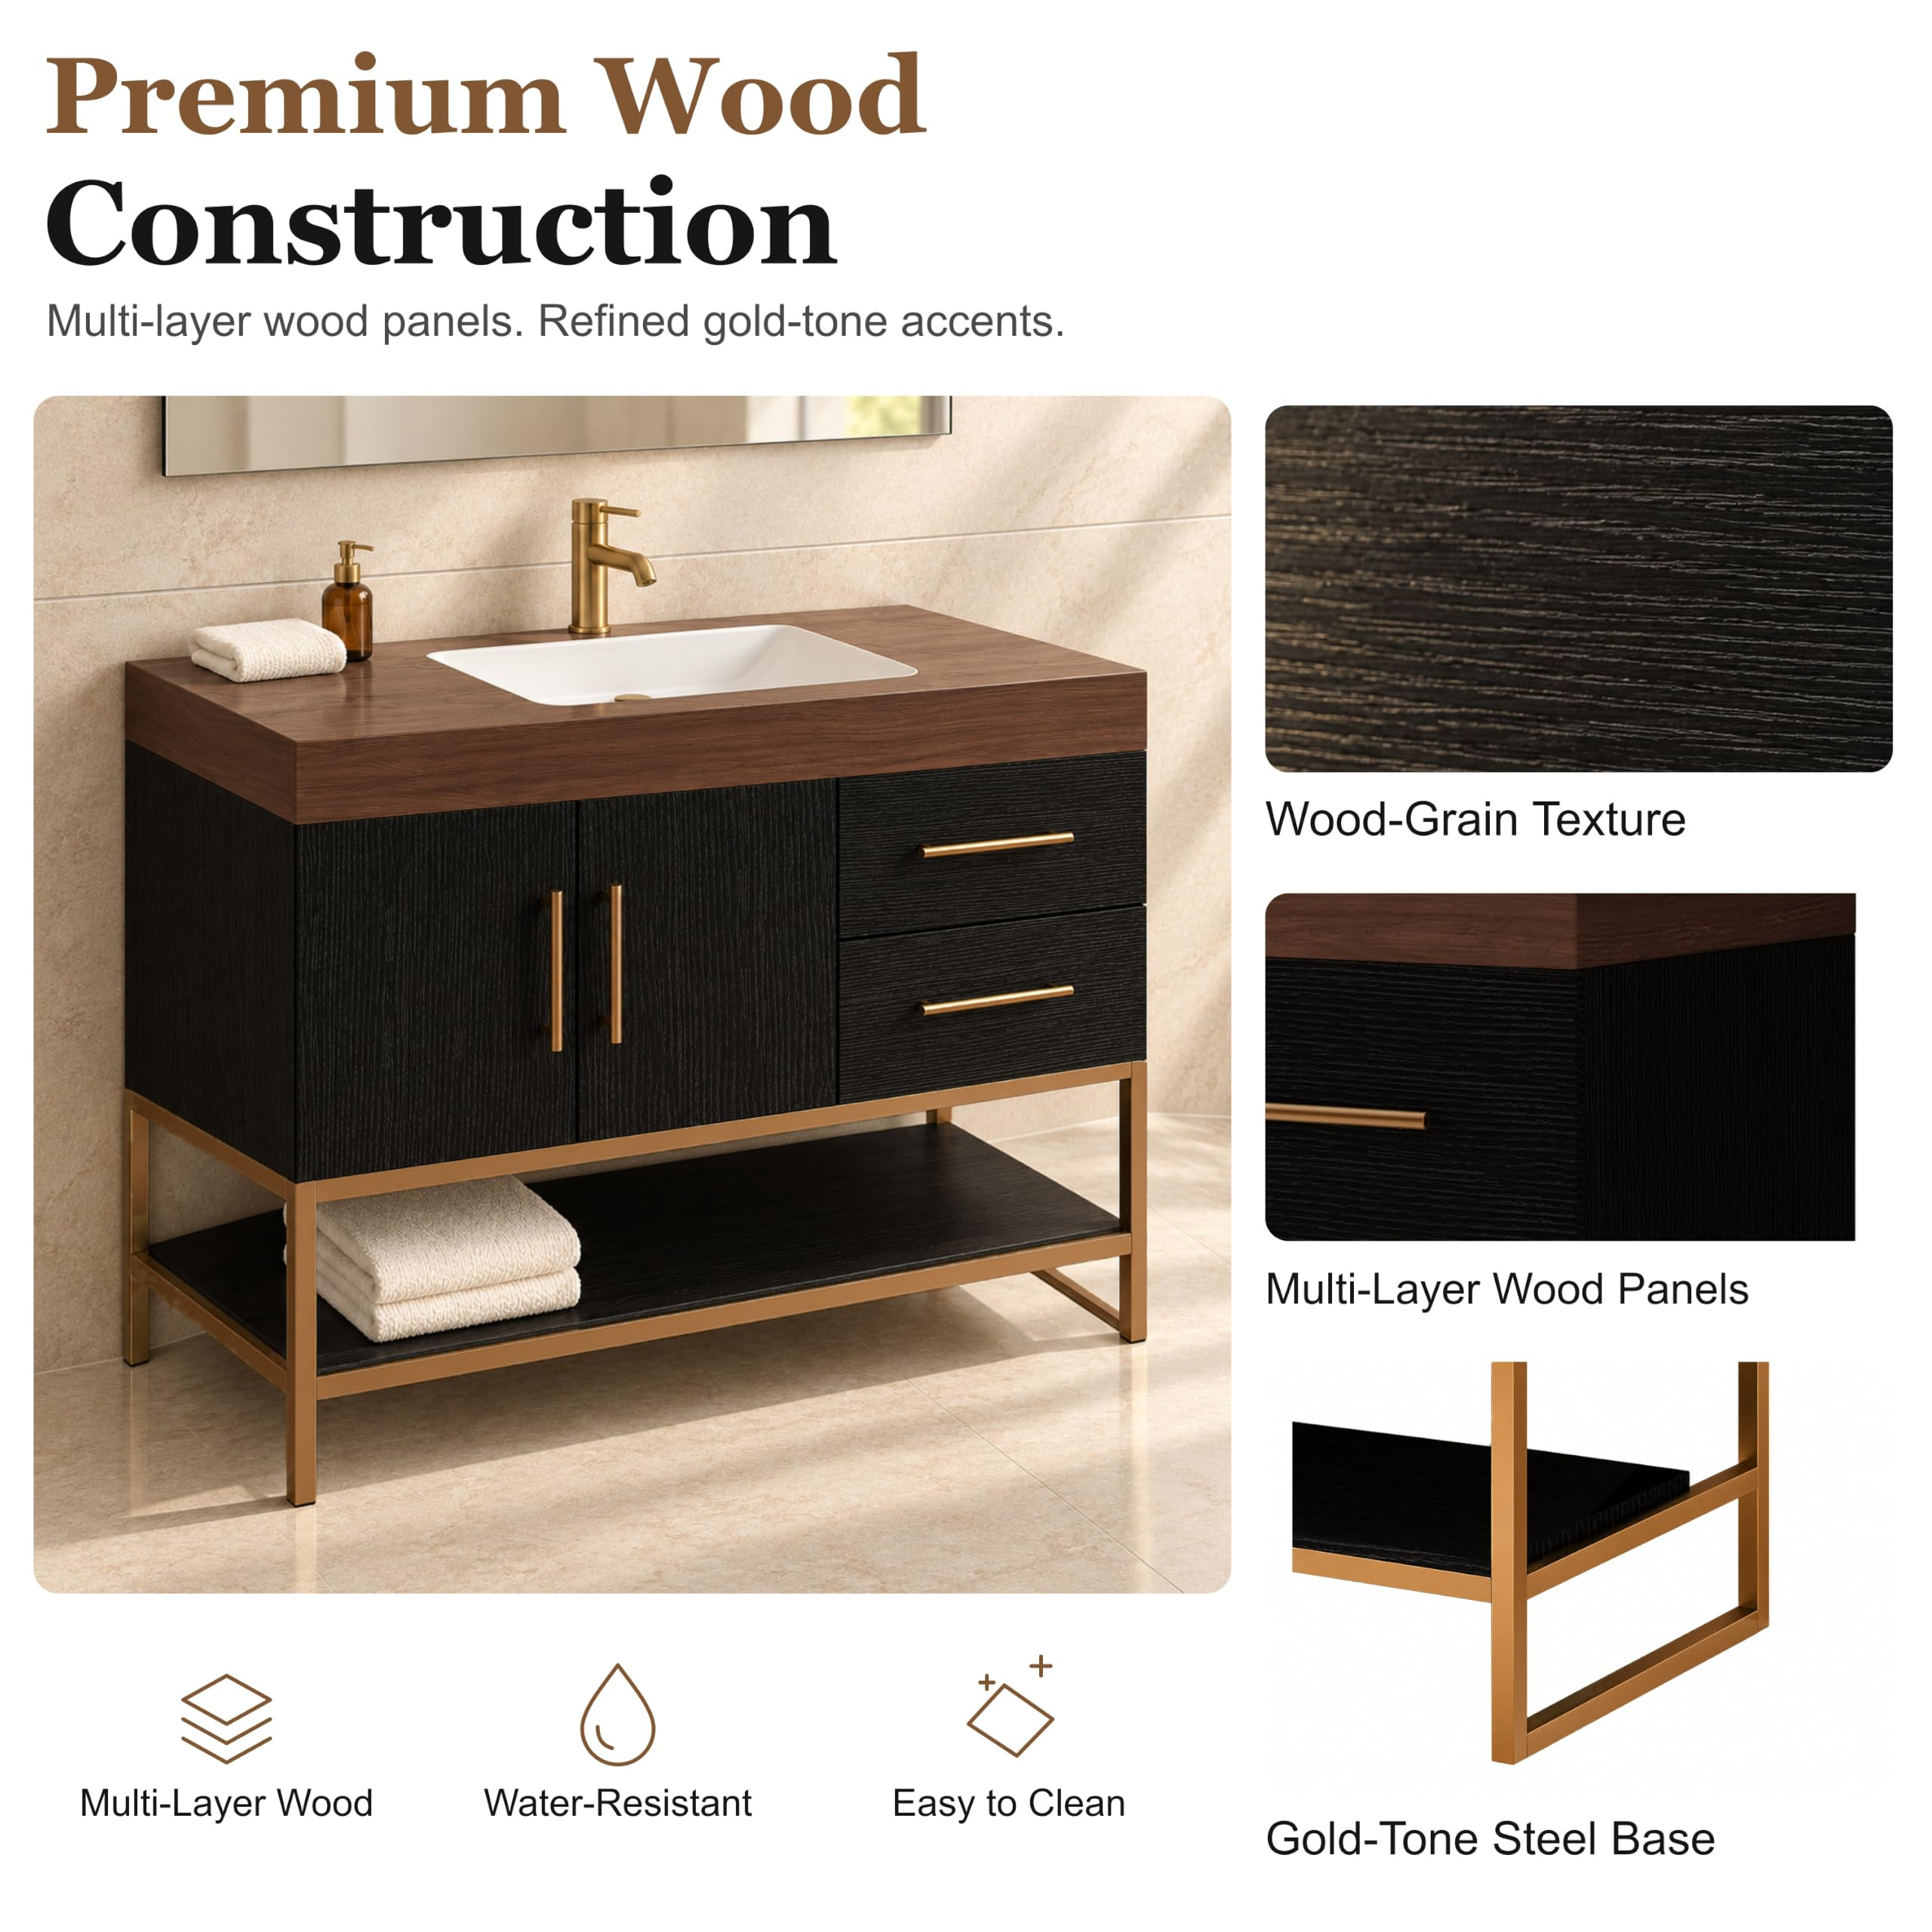 Premium Wood
Construction
Multi-layer wood panels. Refined gold-tone accents.
Wood-Grain Texture
Multi-Layer Wood Panels
Gold-Tone Steel Base
Multi-Layer Wood
Water-Resistant
Easy to Clean